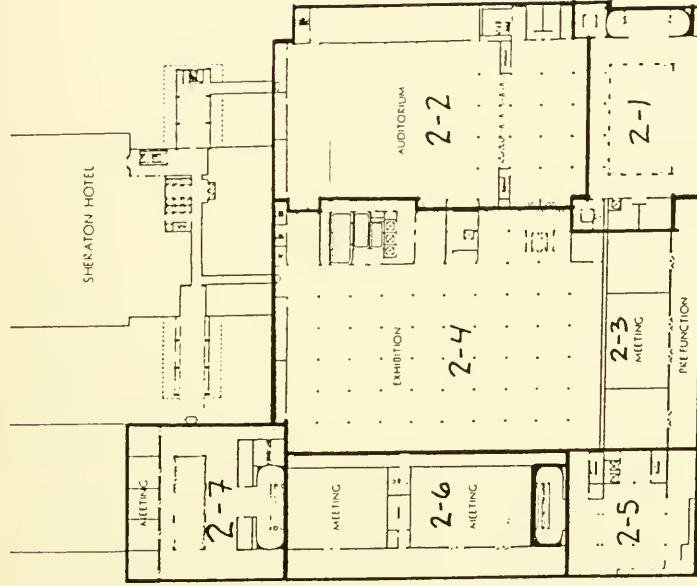 SHERATON HOTEL
AUDITORIUM
2-2
2-1
EXHIBITION
2-4
2-3
MEETING
PREFUNCTION
MEETING
2-7
MEETING
2-6
MEETING
2-5